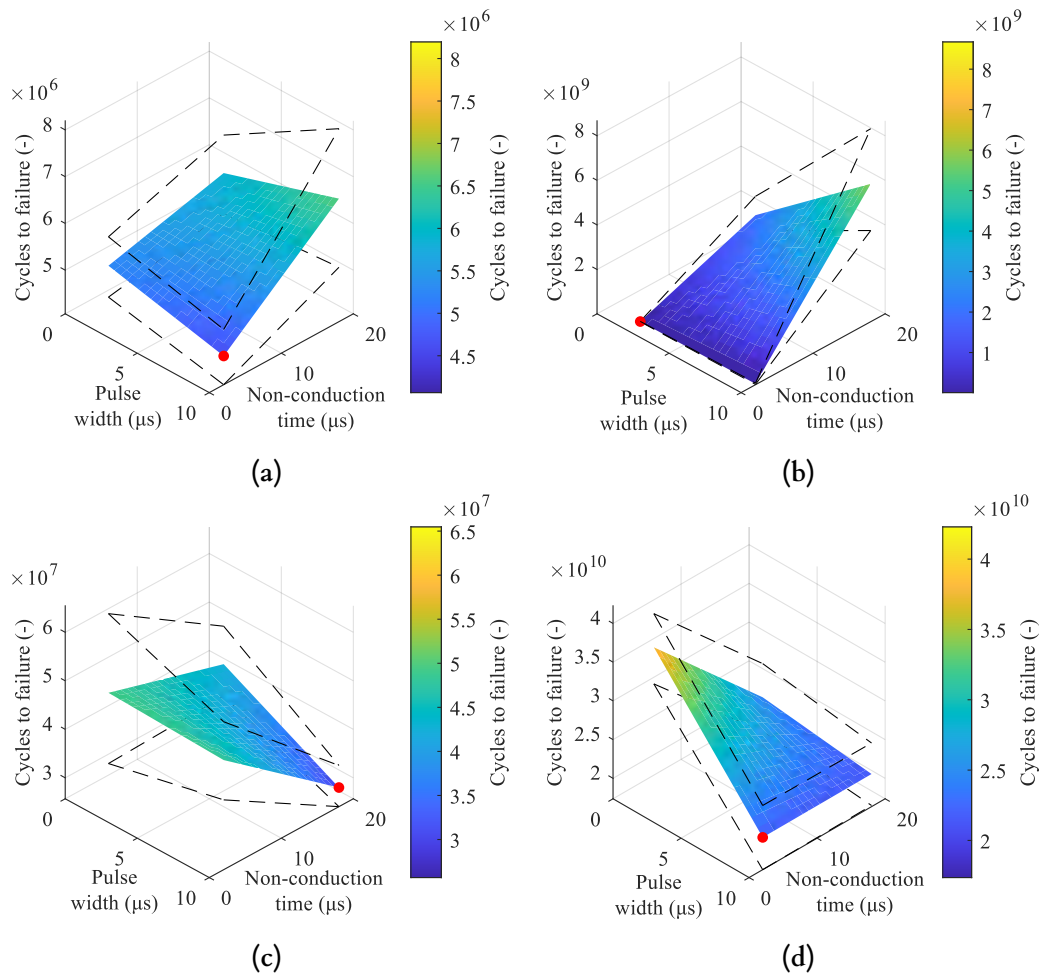 ×10⁶
×10⁶
8
7
6
5
Cycles to failure (-)
0
5
10
Pulse
width (μs)
0
10
20
Non-conduction
time (μs)
8
7.5
7
6.5
6
5.5
5
4.5
Cycles to failure (-)
(a)
×10⁹
×10⁹
8
6
4
2
Cycles to failure (-)
0
5
10
Pulse
width (μs)
0
10
20
Non-conduction
time (μs)
8
7
6
5
4
3
2
1
Cycles to failure (-)
(b)
×10⁷
×10⁷
6
5
4
3
Cycles to failure (-)
0
5
10
Pulse
width (μs)
0
10
20
Non-conduction
time (μs)
6.5
6
5.5
5
4.5
4
3.5
3
Cycles to failure (-)
(c)
×10¹⁰
×10¹⁰
4
3.5
3
2.5
2
Cycles to failure (-)
0
5
10
Pulse
width (μs)
0
10
20
Non-conduction
time (μs)
4
3.5
3
2.5
2
Cycles to failure (-)
(d)